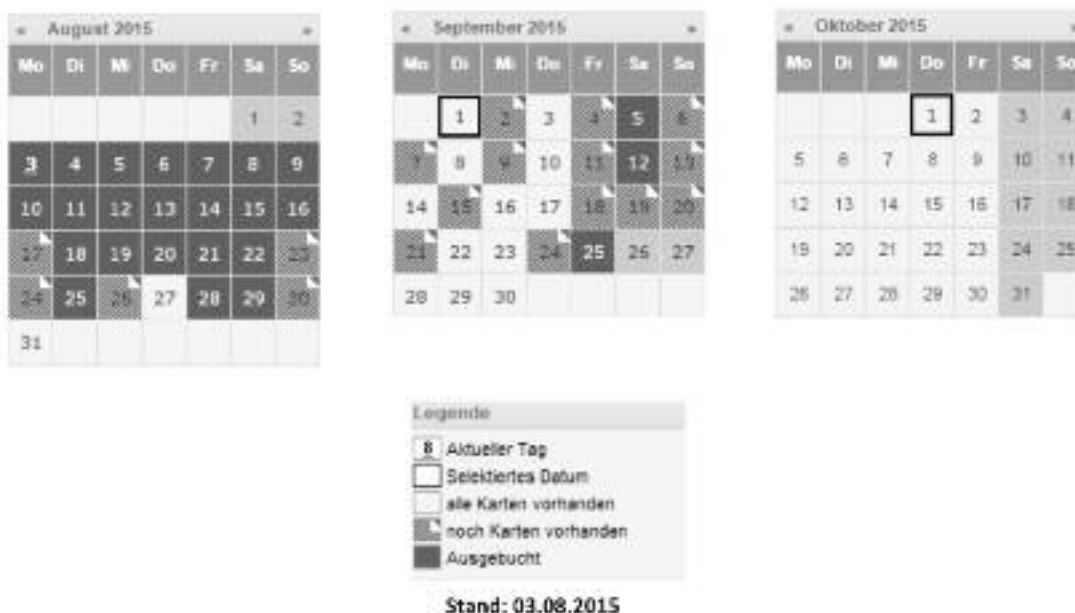 « August 2015 »
Mo Di Mi Do Fr Sa So
1 2
3 4 5 6 7 8 9
10 11 12 13 14 15 16
17 18 19 20 21 22 23
24 25 26 27 28 29 30
31
« September 2015 »
Mo Di Mi Do Fr Sa So
1 2 3 4 5 6
7 8 9 10 11 12 13
14 15 16 17 18 19 20
21 22 23 24 25 26 27
28 29 30
« Oktober 2015 »
Mo Di Mi Do Fr Sa So
1 2 3 4
5 6 7 8 9 10 11
12 13 14 15 16 17 18
19 20 21 22 23 24 25
26 27 28 29 30 31
Legende
8 Aktueller Tag
Selektiertes Datum
alle Karten vorhanden
noch Karten vorhanden
Ausgebucht
Stand: 03.08.2015